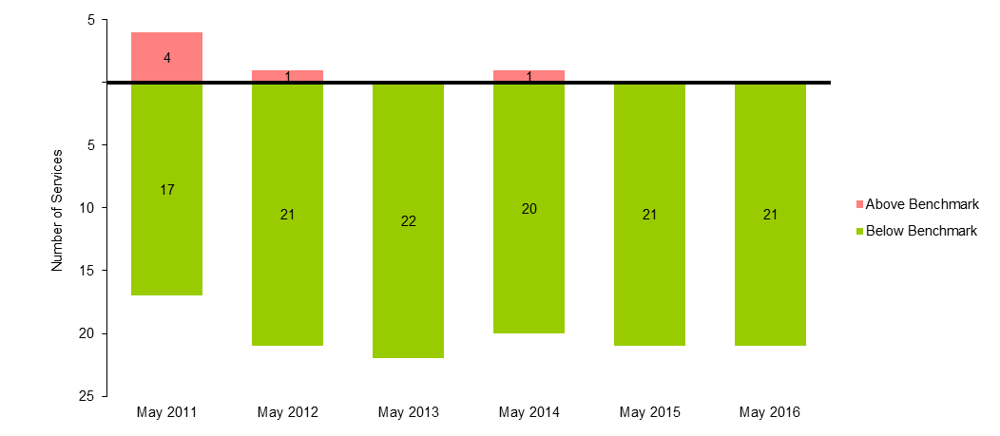 5
4
1
1
5
10
15
20
25
Number of Services
17
21
22
20
21
21
May 2011
May 2012
May 2013
May 2014
May 2015
May 2016
Above Benchmark
Below Benchmark